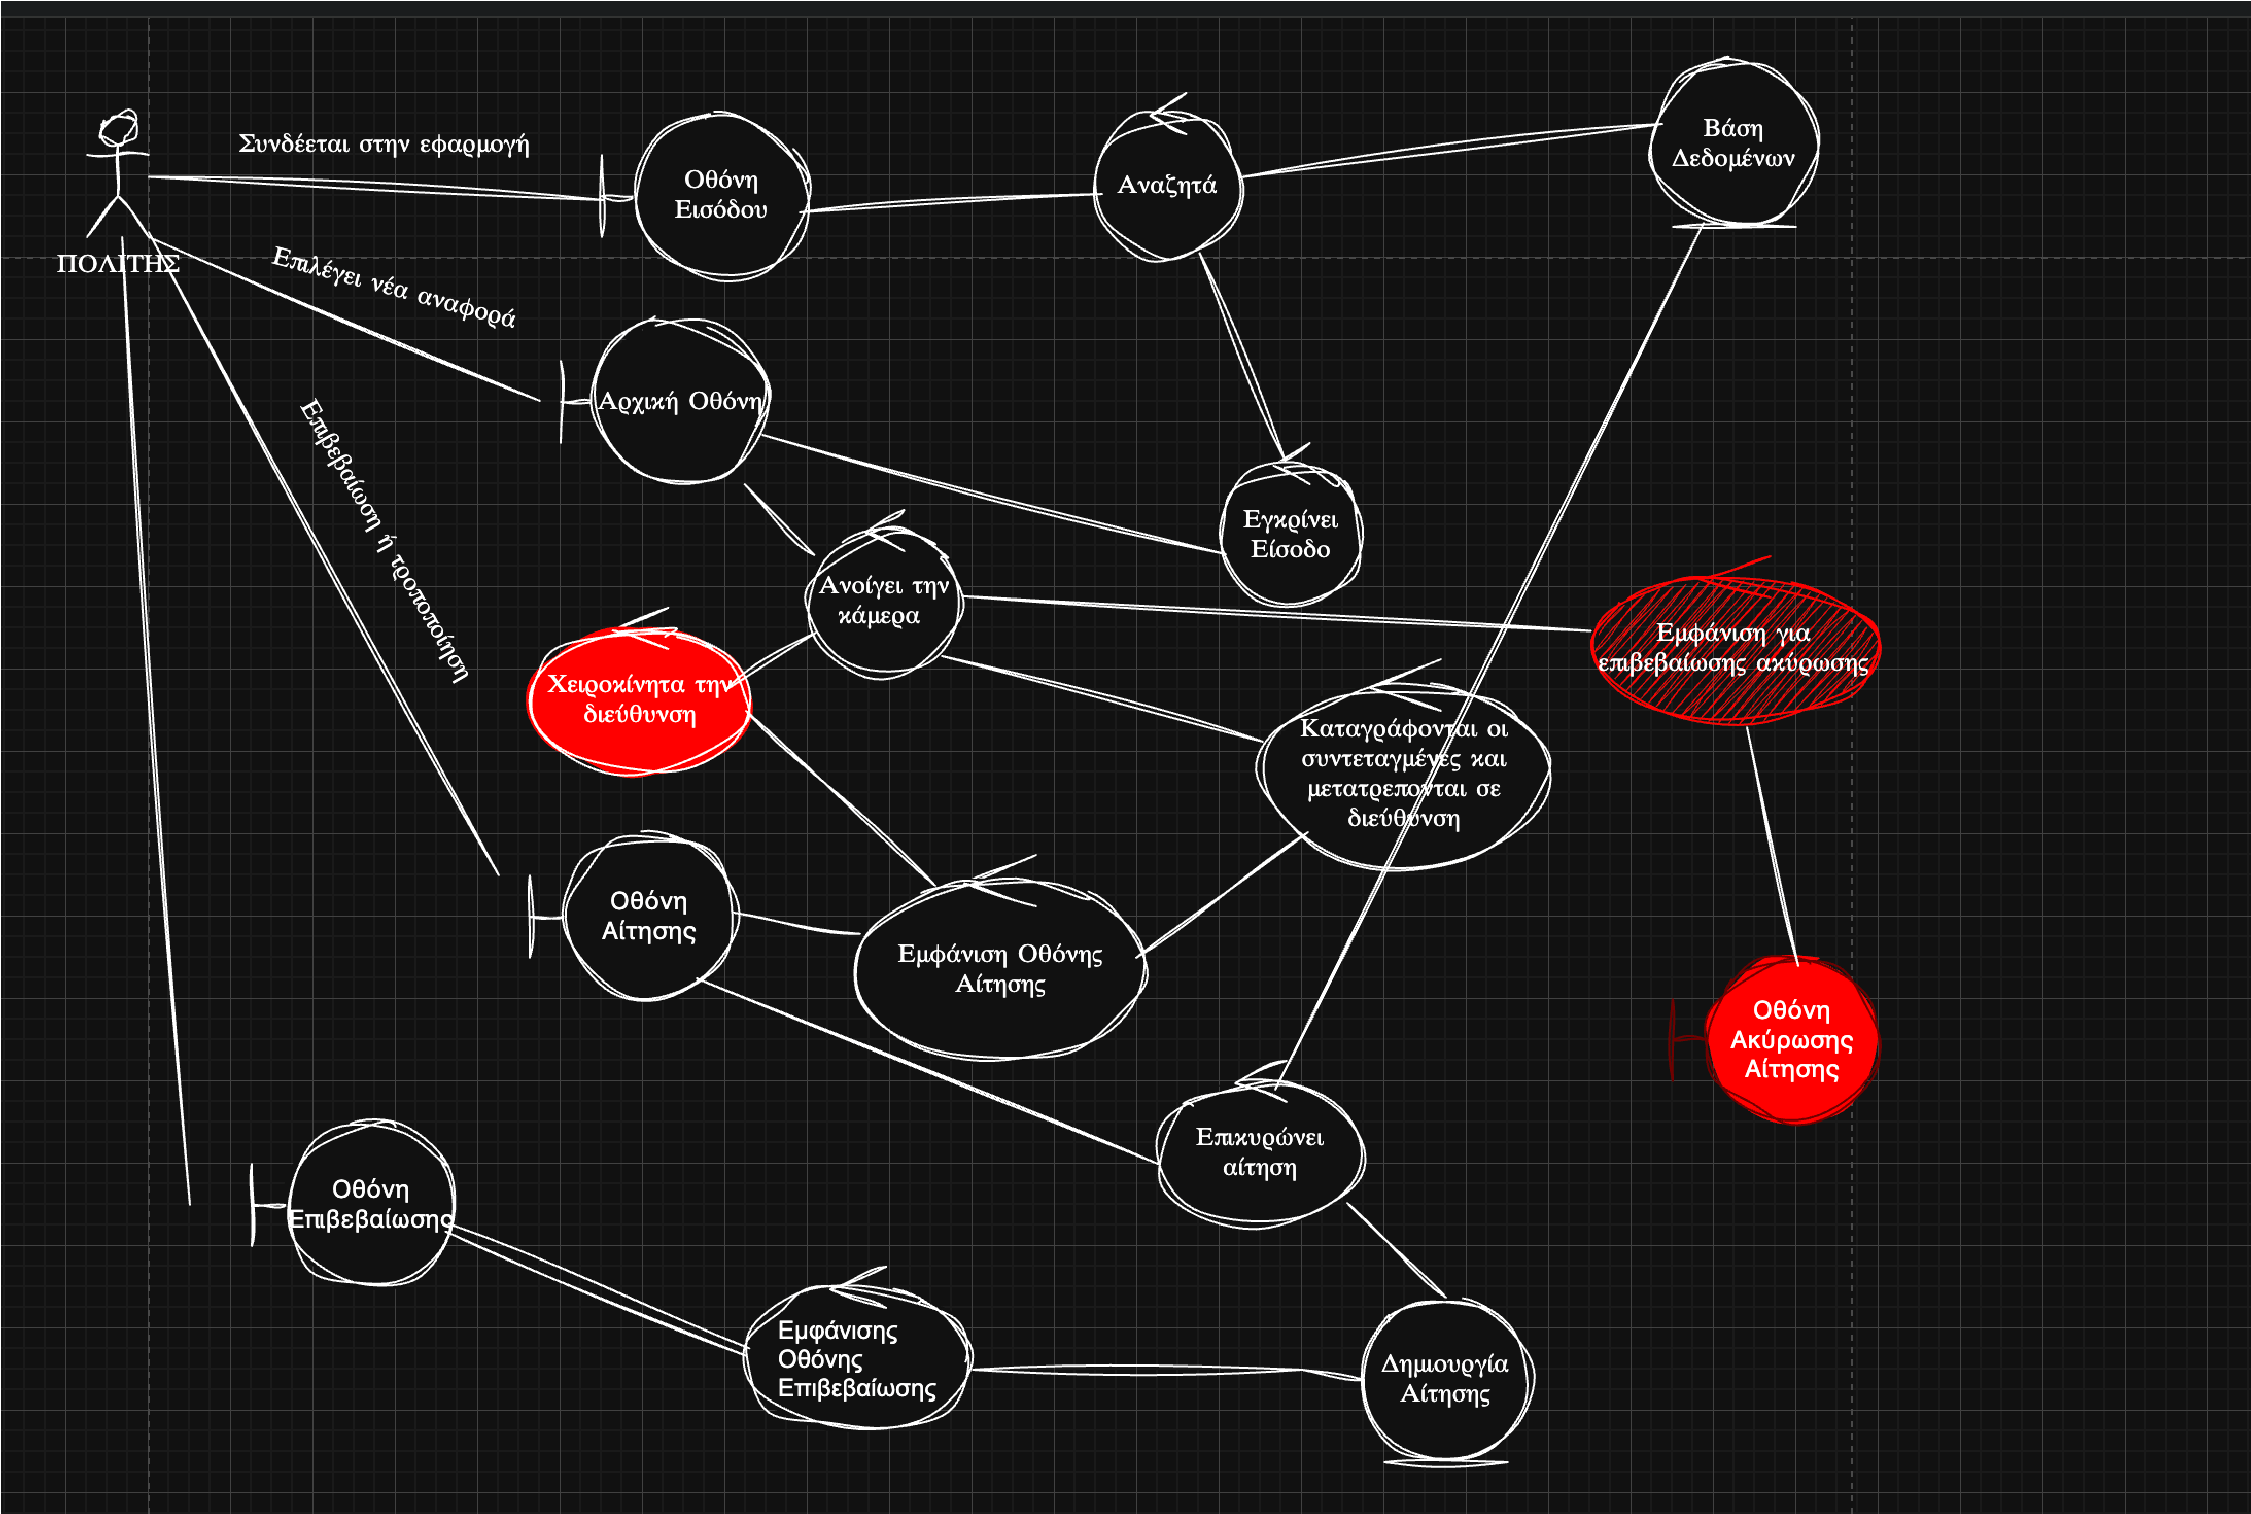 Συνδέεται στην εφαρμογή
Οθόνη
Εισόδου
Αναζητά
Βάση
Δεδομένων
ΠΟΛΙΤΗΣ
Επιλέγει νέα αναφορά
Αρχική Οθόνη
Επιβεβαίωση ή τροποποίηση
Εγκρίνει
Είσοδο
Ανοίγει την
κάμερα
Εμφάνιση για
επιβεβαίωσης ακύρωσης
Χειροκίνητα την
διεύθυνση
Καταγράφονται οι
συντεταγμένες και
μετατρεπονται σε
διεύθυνση
Οθόνη
Αίτησης
Εμφάνιση Οθόνης
Αίτησης
Οθόνη
Ακύρωσης
Αίτησης
Επικυρώνει
αίτηση
Οθόνη
Επιβεβαίωσης
Εμφάνισης
Οθόνης
Επιβεβαίωσης
Δημιουργία
Αίτησης